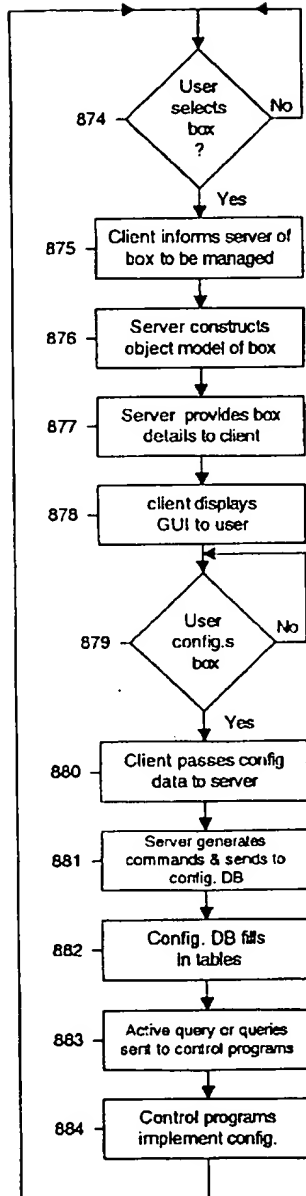 874
User
selects
box
?
No
Yes
875
Client informs server of
box to be managed
876
Server constructs
object model of box
877
Server provides box
details to client
878
client displays
GUI to user
879
User
config.s
box
No
Yes
880
Client passes config
data to server
881
Server generates
commands & sends to
config. DB
882
Config. DB fills
in tables
883
Active query or queries
sent to control programs
884
Control programs
implement config.